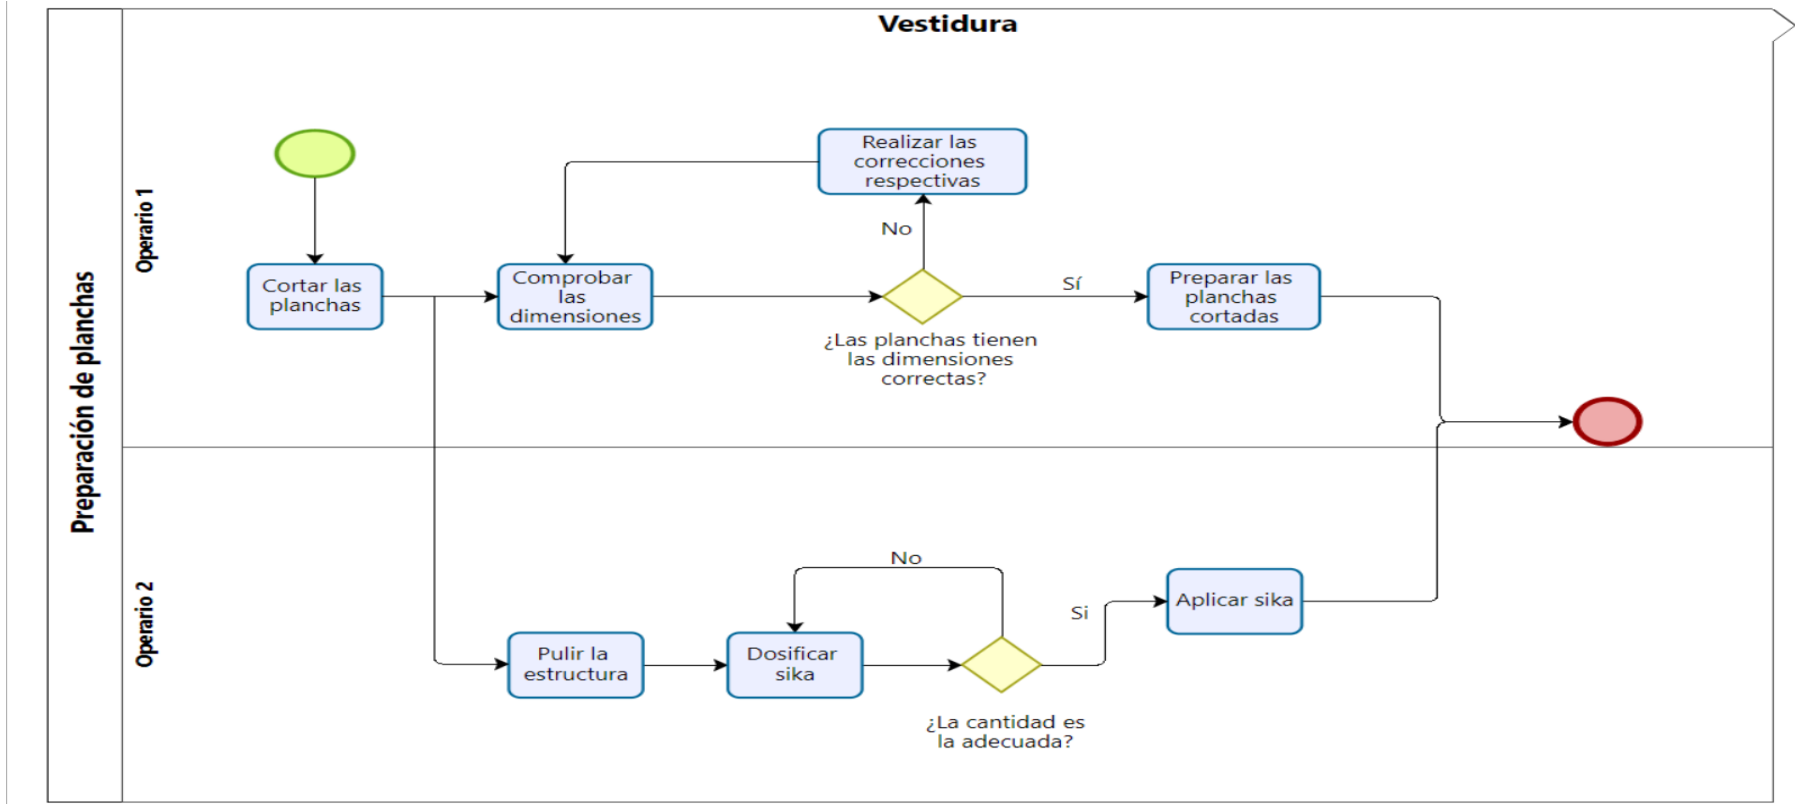 Vestidura
Preparación de planchas
Operario 1
Realizar las
correcciones
respectivas
No
Cortar las
planchas
Comprobar
las
dimensiones
¿Las planchas tienen
las dimensiones
correctas?
Sí
Preparar las
planchas
cortadas
Operario 2
Pulir la
estructura
Dosificar
sika
No
¿La cantidad es
la adecuada?
Si
Aplicar sika